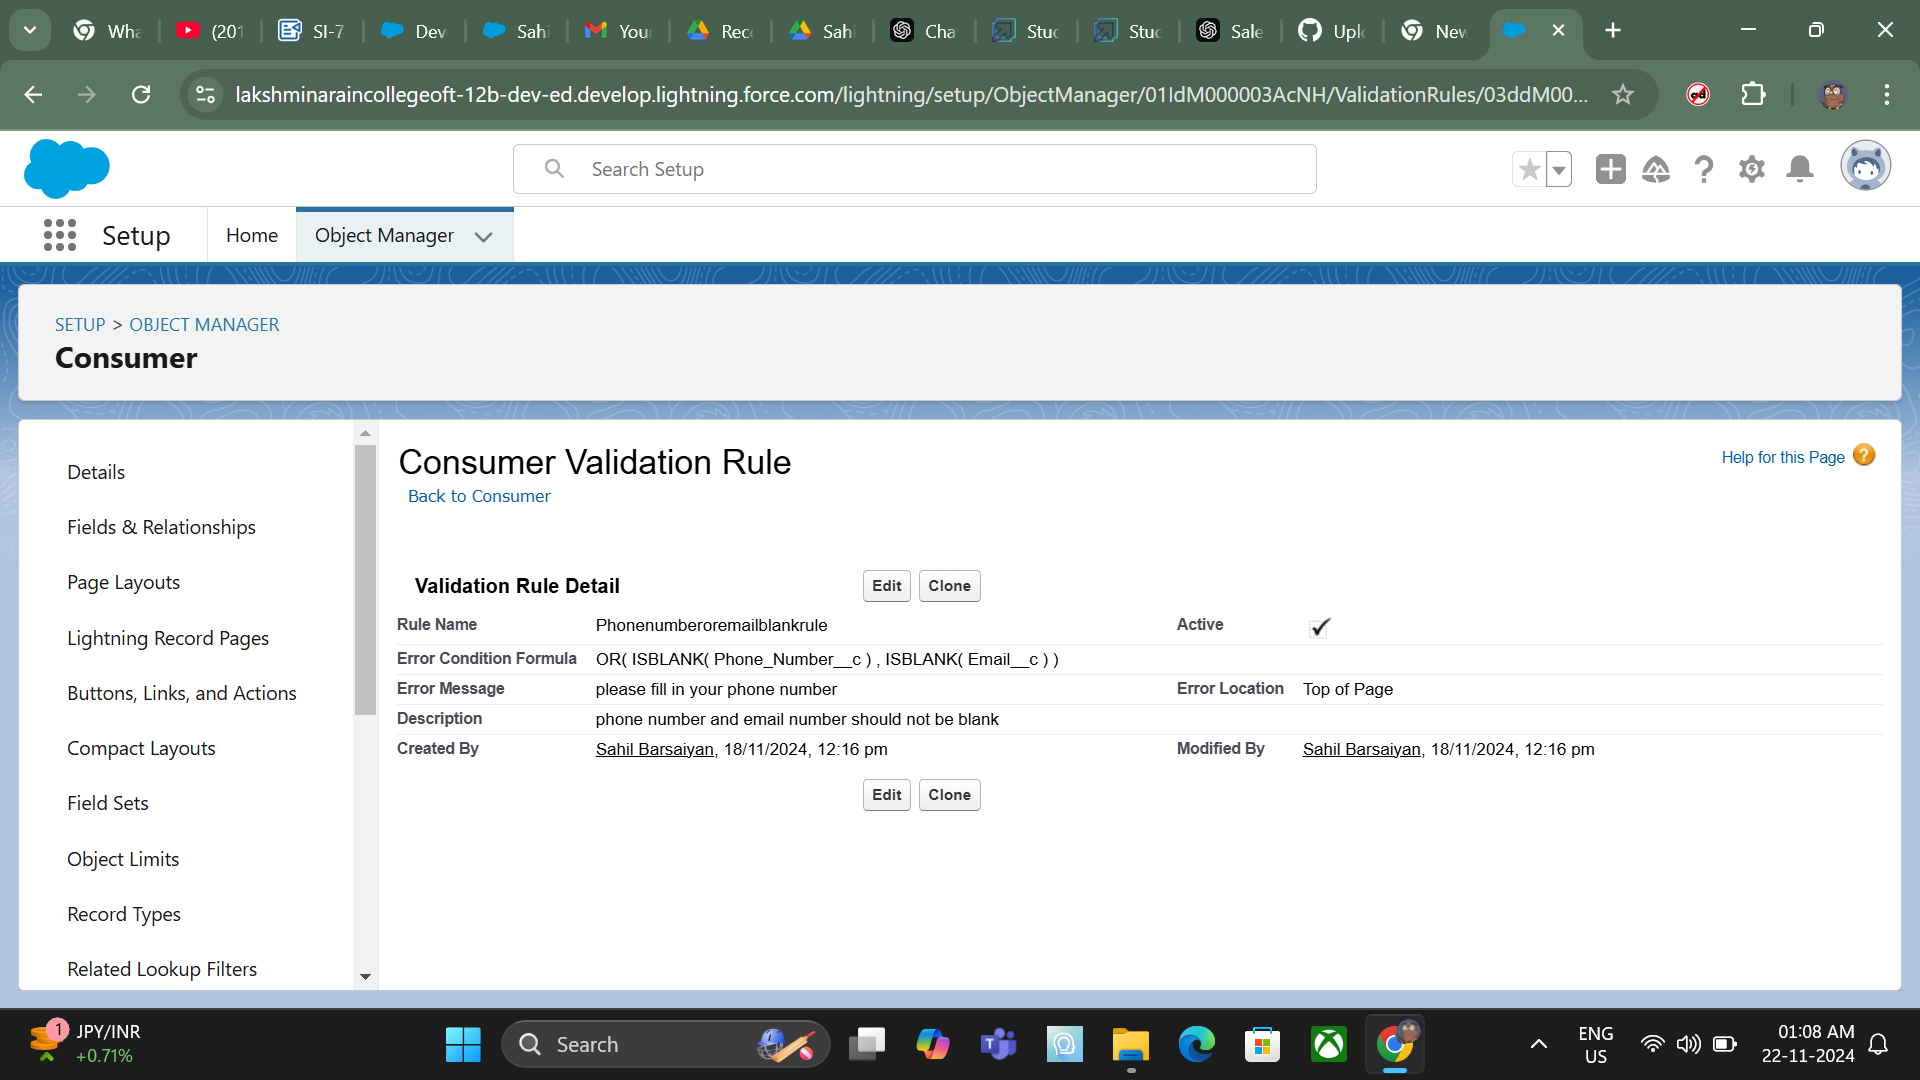 Wha
(201
SI-7
Dev
Sahi
You
Rec
Sahi
Cha
Stuc
Stuc
Sale
Uplo
New
lakshminaraincollegeoft-12b-dev-ed.develop.lightning.force.com/lightning/setup/ObjectManager/01IdM000003AcNH/ValidationRules/03ddM00...
Search Setup
Setup
Home
Object Manager
SETUP > OBJECT MANAGER
Consumer
Details
Fields & Relationships
Page Layouts
Lightning Record Pages
Buttons, Links, and Actions
Compact Layouts
Field Sets
Object Limits
Record Types
Related Lookup Filters
Consumer Validation Rule
Back to Consumer
Help for this Page
Validation Rule Detail
Edit Clone
Rule Name Phonenumberoremailblankrule Active
Error Condition Formula OR( ISBLANK( Phone_Number__c ) , ISBLANK( Email__c ) )
Error Message please fill in your phone number Error Location Top of Page
Description phone number and email number should not be blank
Created By Sahil Barsaiyan, 18/11/2024, 12:16 pm Modified By Sahil Barsaiyan, 18/11/2024, 12:16 pm
Edit Clone
1
JPY/INR
+0.71%
Search
ENG
US
01:08 AM
22-11-2024